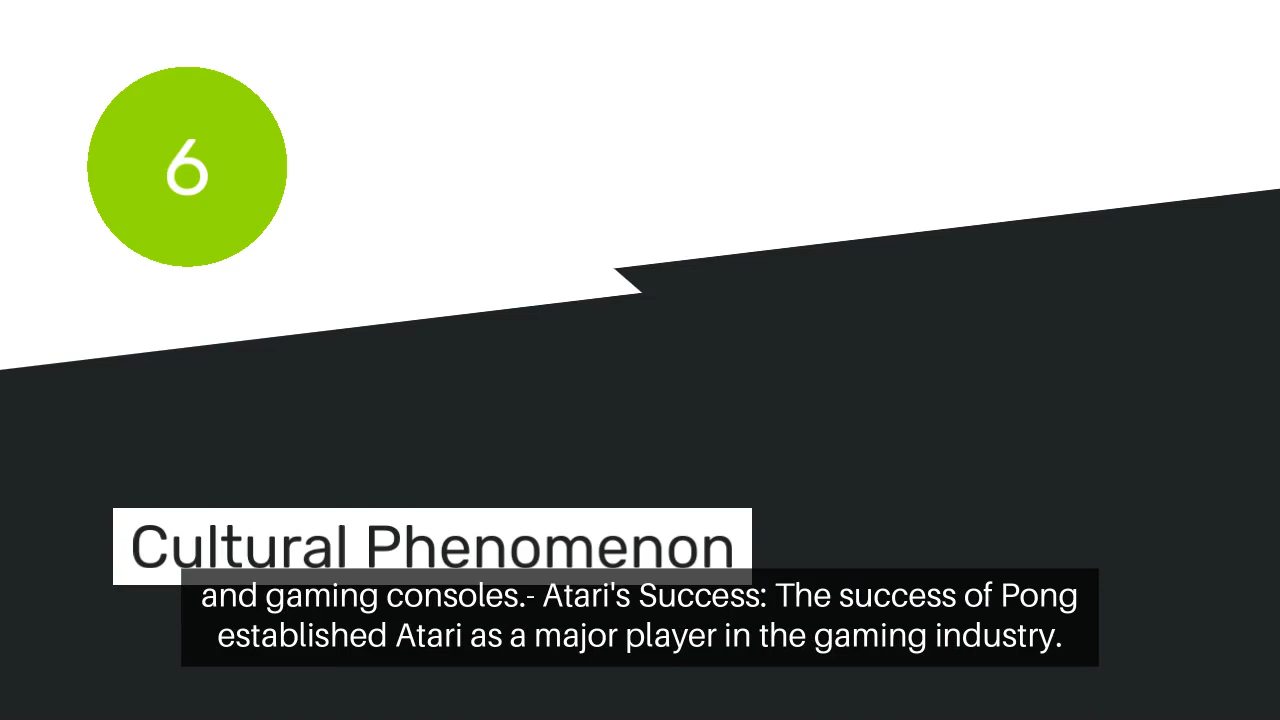 6
Cultural Phenomenon
and gaming consoles.- Atari's Success: The success of Pong
established Atari as a major player in the gaming industry.